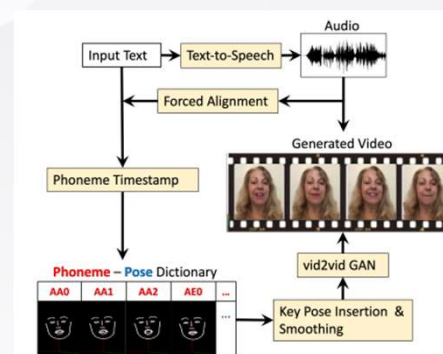 Audio
Input Text
Text-to-Speech
Forced Alignment
Generated Video
Phoneme Timestamp
Phoneme – Pose Dictionary
AA0 AA1 AA2 AE0 ...
...
vid2vid GAN
Key Pose Insertion &
Smoothing